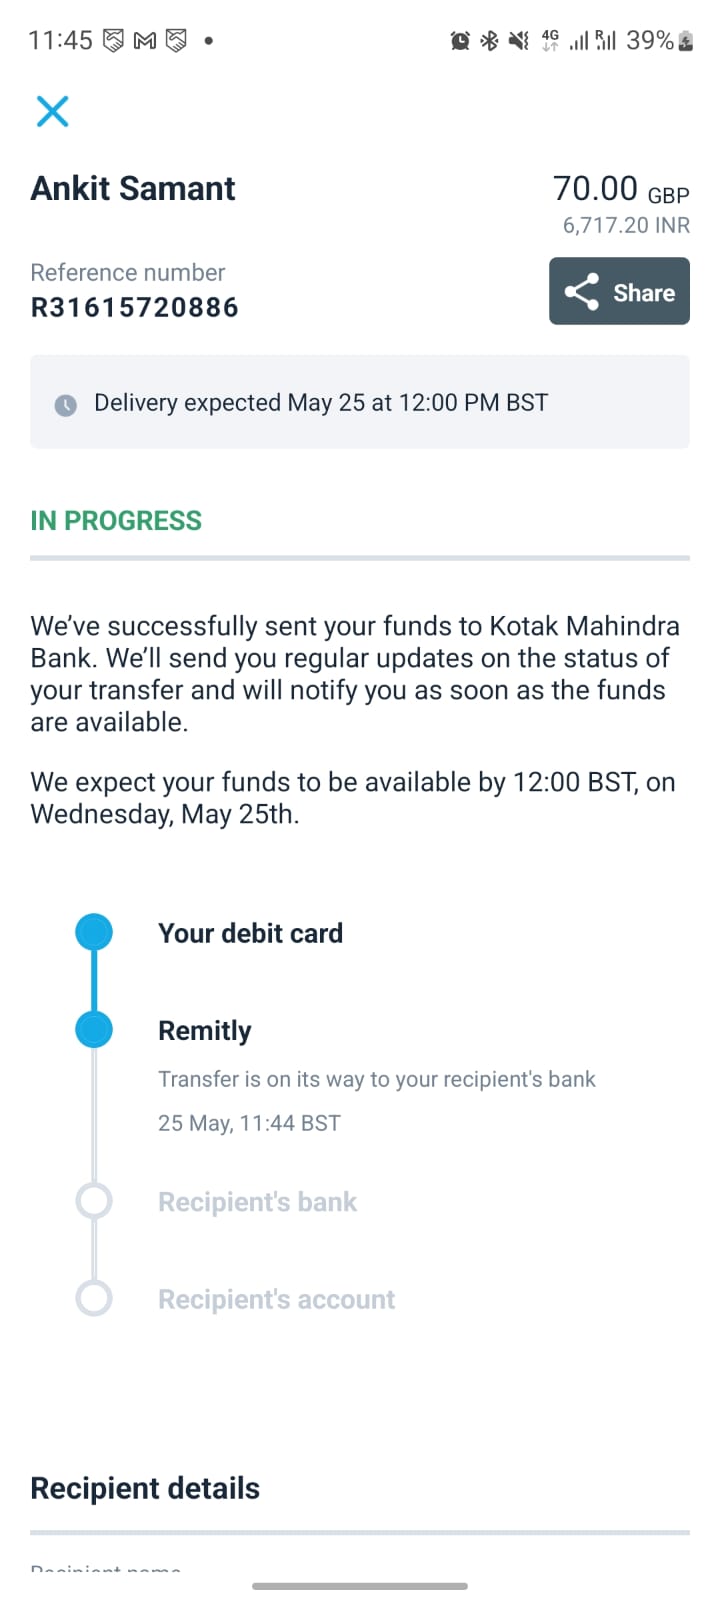 11:45
4G
R
39%
Ankit Samant
70.00 GBP
6,717.20 INR
Reference number
R31615720886
Share
Delivery expected May 25 at 12:00 PM BST
IN PROGRESS
We’ve successfully sent your funds to Kotak Mahindra
Bank. We’ll send you regular updates on the status of
your transfer and will notify you as soon as the funds
are available.
We expect your funds to be available by 12:00 BST, on
Wednesday, May 25th.
Your debit card
Remitly
Transfer is on its way to your recipient's bank
25 May, 11:44 BST
Recipient's bank
Recipient's account
Recipient details